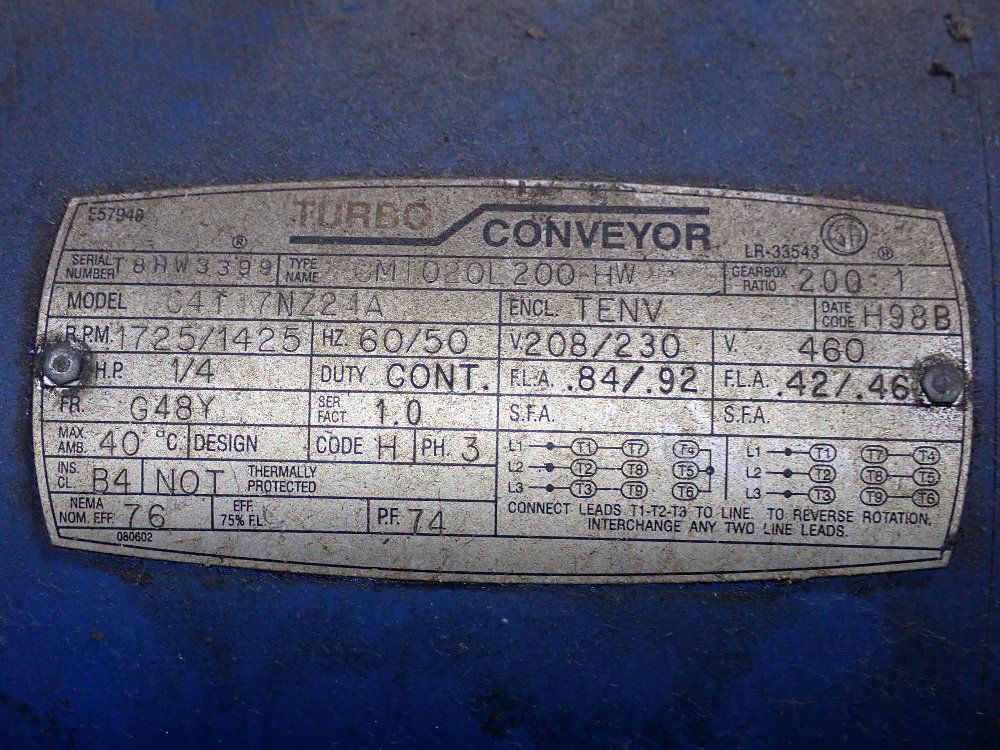 E57948 TURBO CONVEYOR ® LR-33543 ®
SERIAL NUMBER T8HW3399 TYPE NAME CMT020L200-HW GEARBOX RATIO 200:1
MODEL C4T17NZ24A ENCL. TENV DATE CODE H98B
R.P.M. 1725/1425 HZ. 60/50 V. 208/230 V. 460
H.P. 1/4 DUTY CONT. F.L.A. .84/.92 F.L.A. .42/.46
FR. G48Y SER FACT. 1.0 S.F.A. S.F.A.
MAX AMB. 40 °C. DESIGN CODE H PH. 3
INS. CL. B4 NOT THERMALLY PROTECTED
NEMA NOM. EFF. 76 EFF. 75% F.L. P.F. 74
080602
L1 T1 T7 T4 L1 T1 T7 T4
L2 T2 T8 T5 L2 T2 T8 T5
L3 T3 T9 T6 L3 T3 T9 T6
CONNECT LEADS T1-T2-T3 TO LINE. TO REVERSE ROTATION,
INTERCHANGE ANY TWO LINE LEADS.